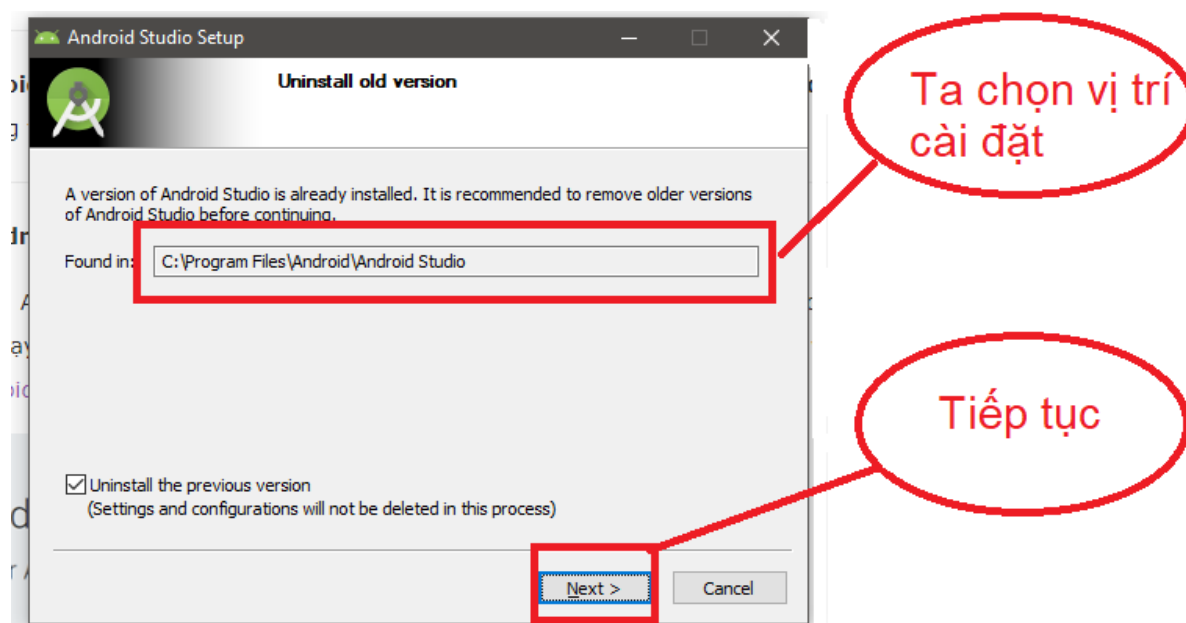 Android Studio Setup
Uninstall old version
Ta chọn vị trí
cài đặt
A version of Android Studio is already installed. It is recommended to remove older versions
of Android Studio before continuing.
Found in: C:\Program Files\Android\Android Studio
Tiếp tục
Uninstall the previous version
(Settings and configurations will not be deleted in this process)
Next >
Cancel